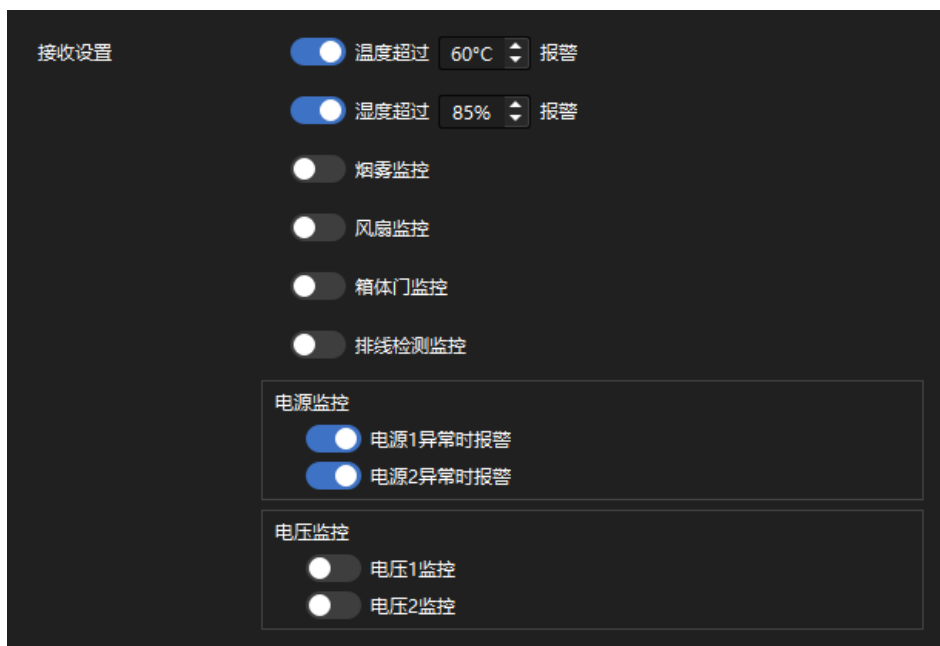 接收设置 温度超过 60°C 报警
湿度超过 85% 报警
烟雾监控
风扇监控
箱体门监控
排线检测监控
电源监控
电源1异常时报警
电源2异常时报警
电压监控
电压1监控
电压2监控